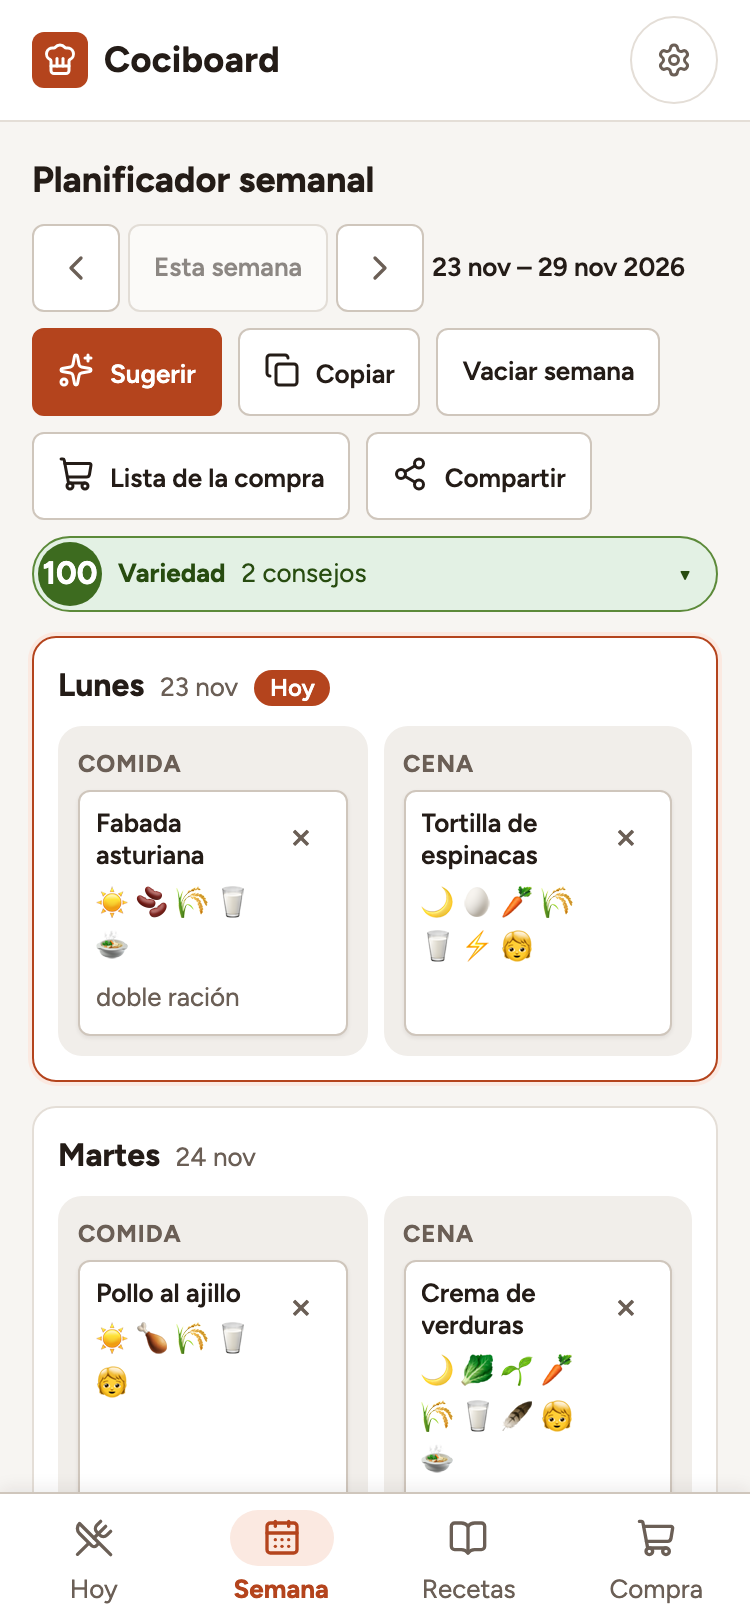 Cociboard
Planificador semanal
Esta semana
23 nov – 29 nov 2026
Sugerir
Copiar
Vaciar semana
Lista de la compra
Compartir
100 Variedad 2 consejos
Lunes 23 nov Hoy
COMIDA
Fabada
asturiana
doble ración
CENA
Tortilla de
espinacas
Martes 24 nov
COMIDA
Pollo al ajillo
CENA
Crema de
verduras
Hoy
Semana
Recetas
Compra